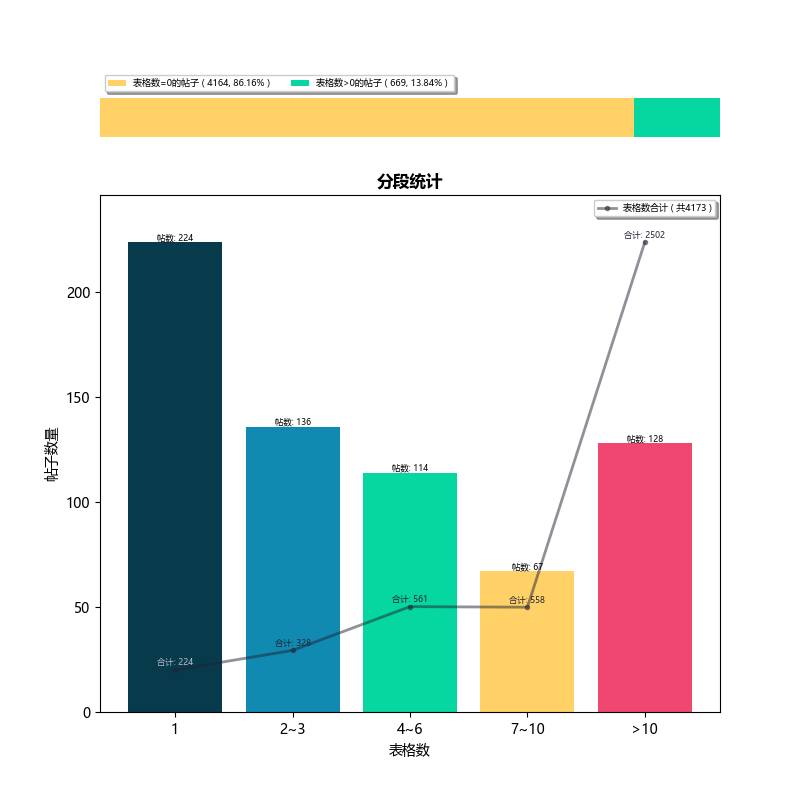 表格数=0的帖子 ( 4164, 86.16% )
表格数>0的帖子 ( 669, 13.84% )
分段统计
表格数合计 ( 共4173 )
帖数: 224
合计: 2502
200
帖子数量
150
帖数: 136
帖数: 128
帖数: 114
100
帖数: 67
50
合计: 561
合计: 558
合计: 328
合计: 224
0
1
2~3
4~6
7~10
>10
表格数